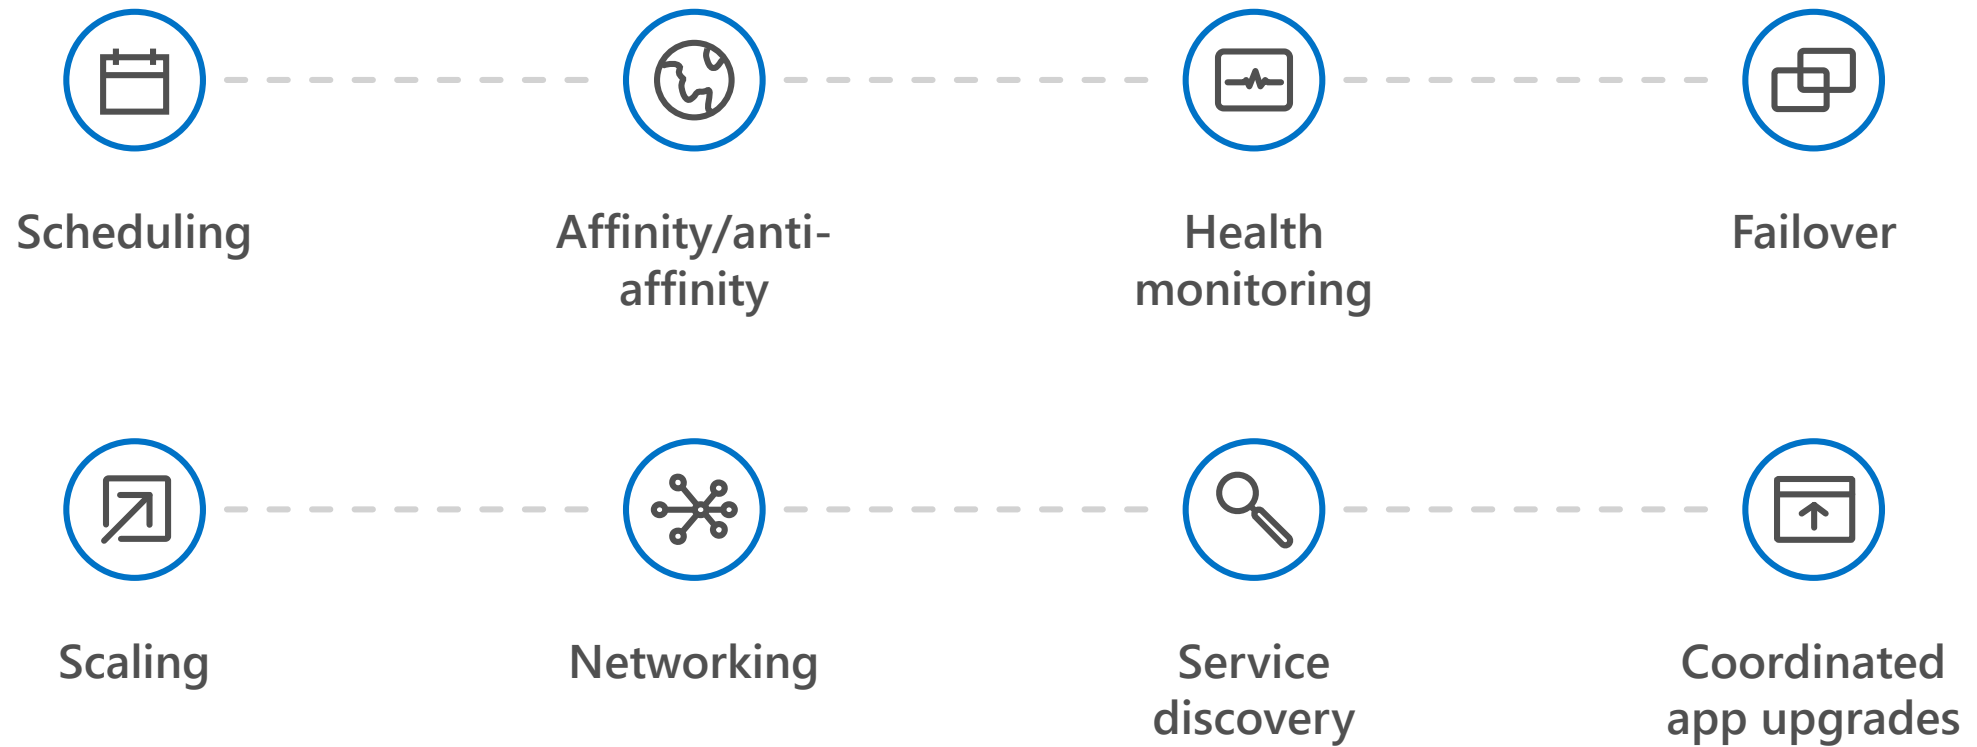 Scheduling
Affinity/anti-
affinity
Health
monitoring
Failover
Scaling
Networking
Service
discovery
Coordinated
app upgrades